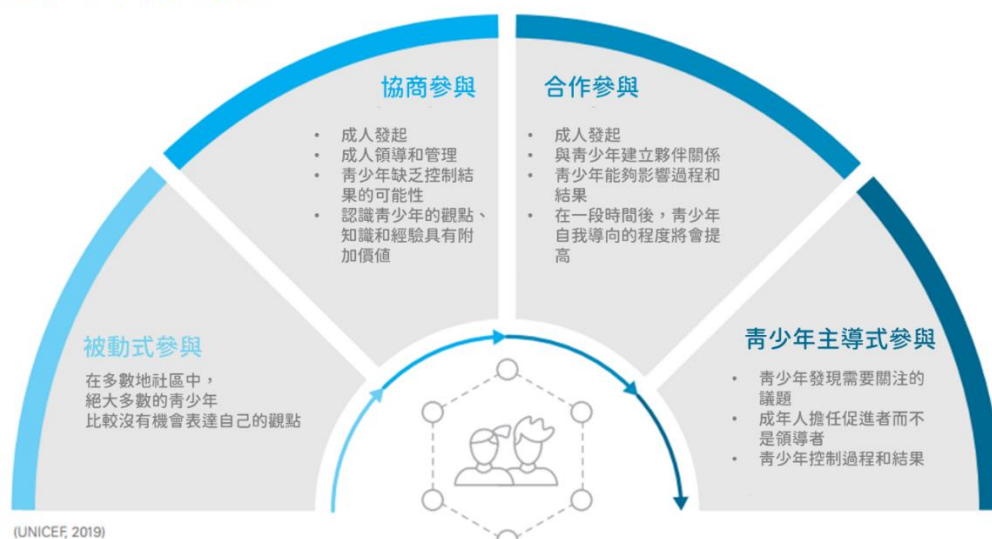 被動式參與
在多數地社區中，
絕大多數的青少年
比較沒有機會表達自己的觀點
協商參與
• 成人發起
• 成人領導和管理
• 青少年缺乏控制結
果的可能性
• 認識青少年的觀點、
知識和經驗具有附
加價值
合作參與
• 成人發起
• 與青少年建立夥伴關係
• 青少年能夠影響過程和
結果
• 在一段時間後，青少年
自我導向的程度將會提
高
青少年主導式參與
• 青少年發現需要關注的
議題
• 成年人擔任促進者而不
是領導者
• 青少年控制過程和結果
(UNICEF, 2019)